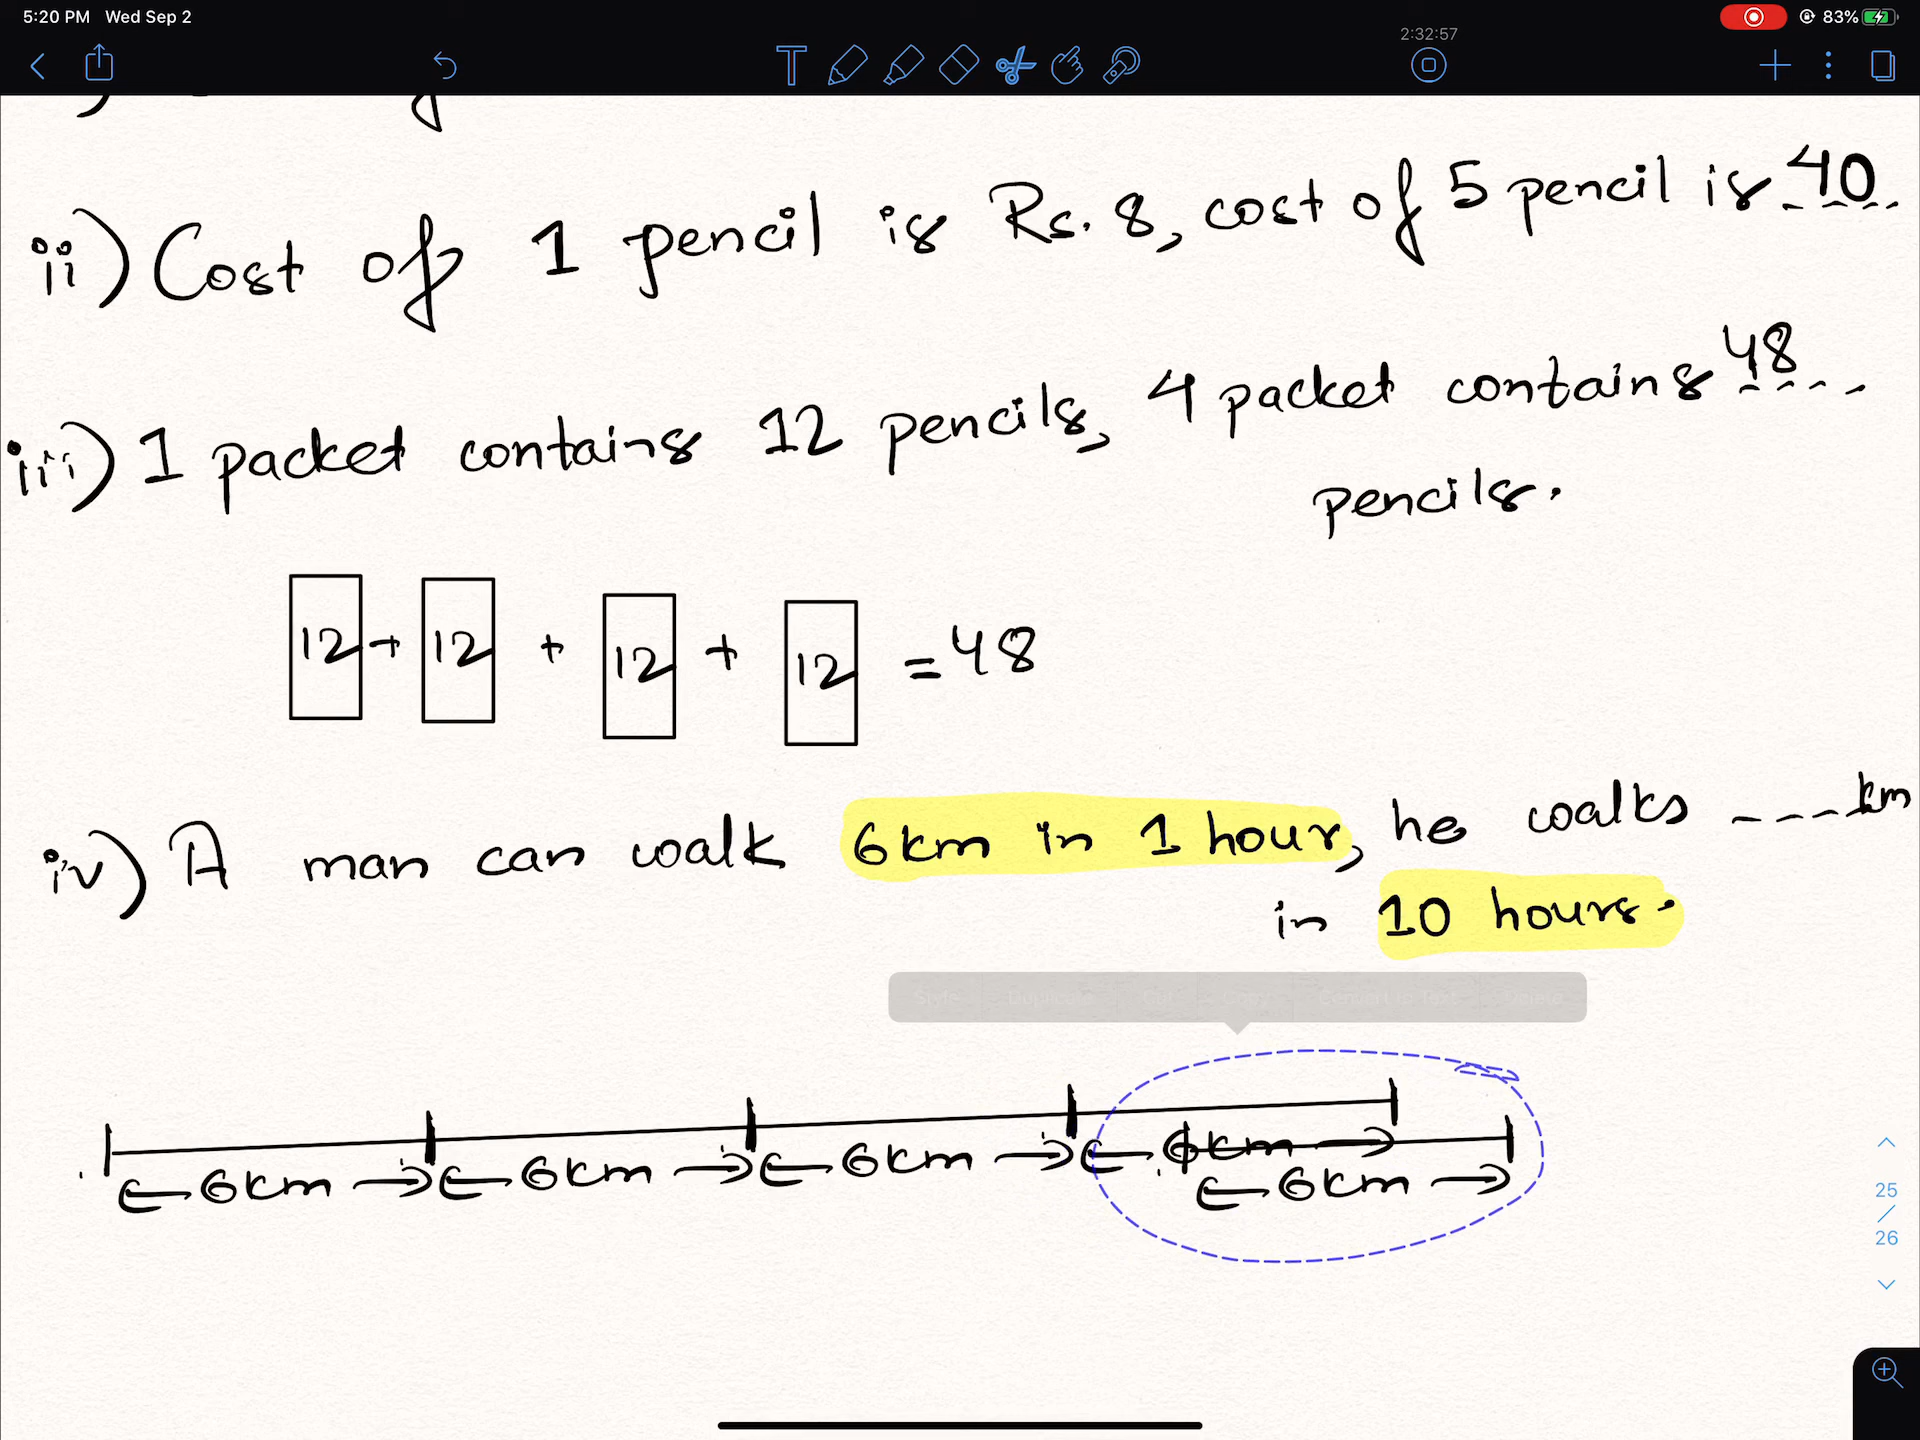 5:20 PM Wed Sep 2
83%
2:32:57
ii) Cost of 1 pencil is Rs. 8, cost of 5 pencil is 40
iii) 1 packet contains 12 pencils, 4 packet contains 48
pencils.
12 + 12 + 12 + 12 = 48
iv) A man can walk 6km in 1 hour, he walks ---- km
in 10 hours.
6km 6km 6km 6km
6km
25
/
26